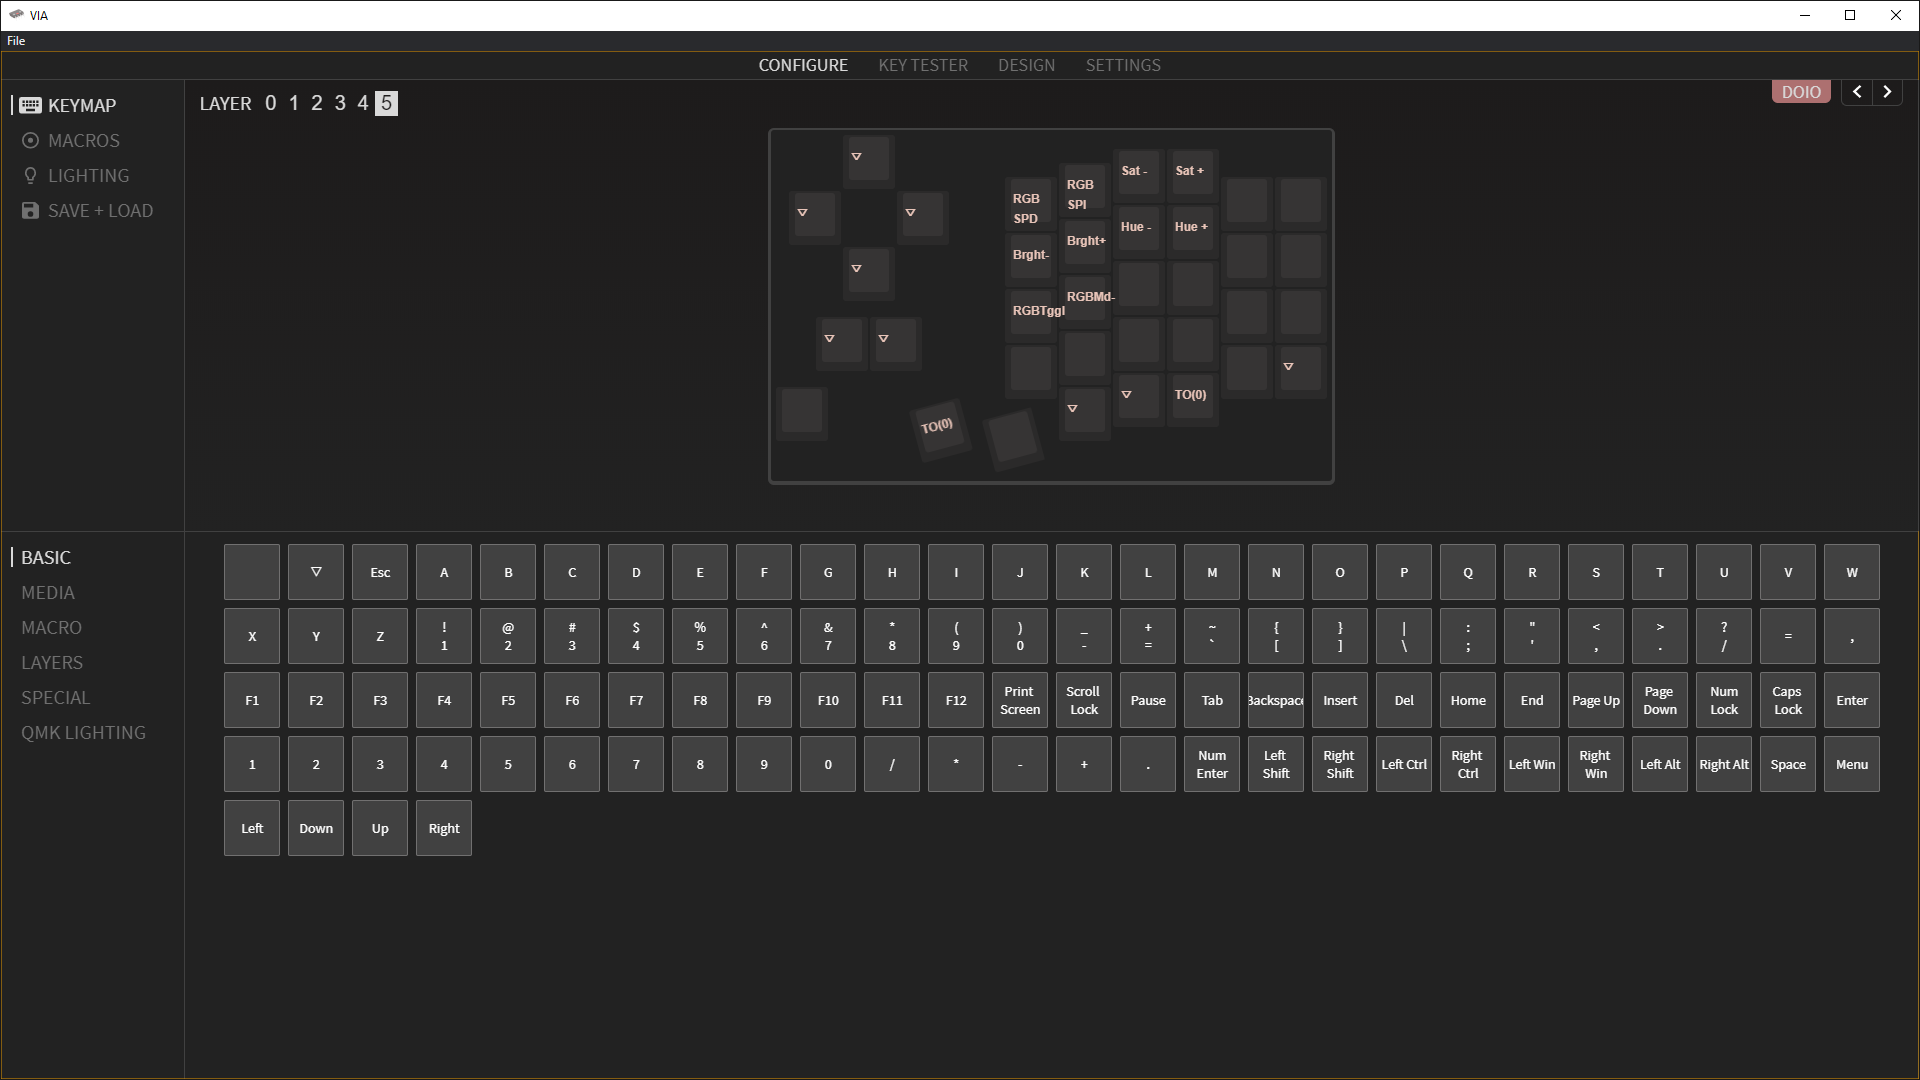 VIA
File
CONFIGURE KEY TESTER DESIGN SETTINGS
KEYMAP
MACROS
LIGHTING
SAVE + LOAD
LAYER 0 1 2 3 4 5
DOIO
▽
▽ ▽
▽
▽ ▽
TO(0)
RGB SPD
RGB SPI
Sat -
Sat +
Brght-
Brght+
Hue -
Hue +
RGBTggl
RGBMd-
▽
▽
▽
TO(0)
BASIC
MEDIA
MACRO
LAYERS
SPECIAL
QMK LIGHTING
▽ Esc A B C D E F G H I J K L M N O P Q R S T U V W
X Y Z ! 1 @ 2 # 3 $ 4 % 5 ^ 6 & 7 * 8 ( 9 ) 0 _ - + = ~ ` { [ } ] | \ : ; " ' < , > . ? / = ,
F1 F2 F3 F4 F5 F6 F7 F8 F9 F10 F11 F12 Print Screen Scroll Lock Pause Tab Backspace Insert Del Home End Page Up Page Down Num Lock Caps Lock Enter
1 2 3 4 5 6 7 8 9 0 / * - + . Num Enter Left Shift Right Shift Left Ctrl Right Ctrl Left Win Right Win Left Alt Right Alt Space Menu
Left Down Up Right